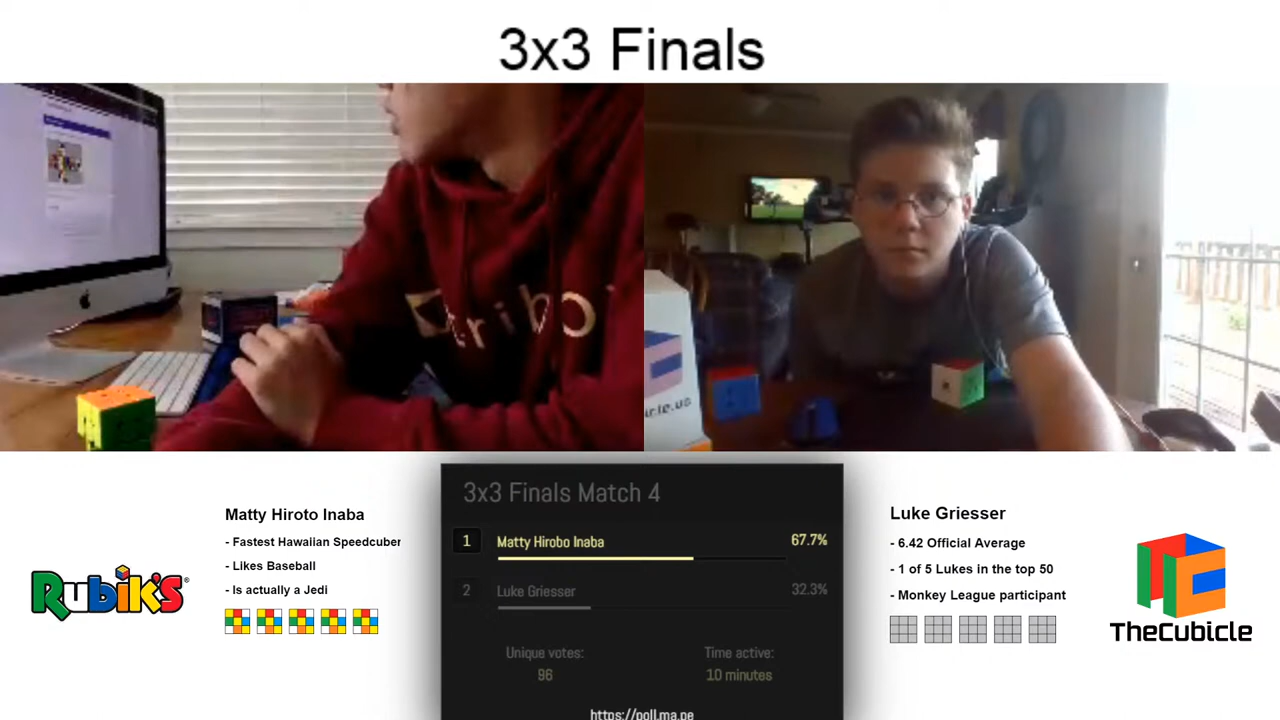 3x3 Finals
tribo
icle.us
Matty Hiroto Inaba
- Fastest Hawaiian Speedcuber
- Likes Baseball
- Is actually a Jedi
Rubik's®
3x3 Finals Match 4
1 Matty Hirobo Inaba 67.7%
2 Luke Griesser 32.3%
Unique votes: Time active:
96 10 minutes
https://poll.ma.pe
Luke Griesser
- 6.42 Official Average
- 1 of 5 Lukes in the top 50
- Monkey League participant
TheCubicle